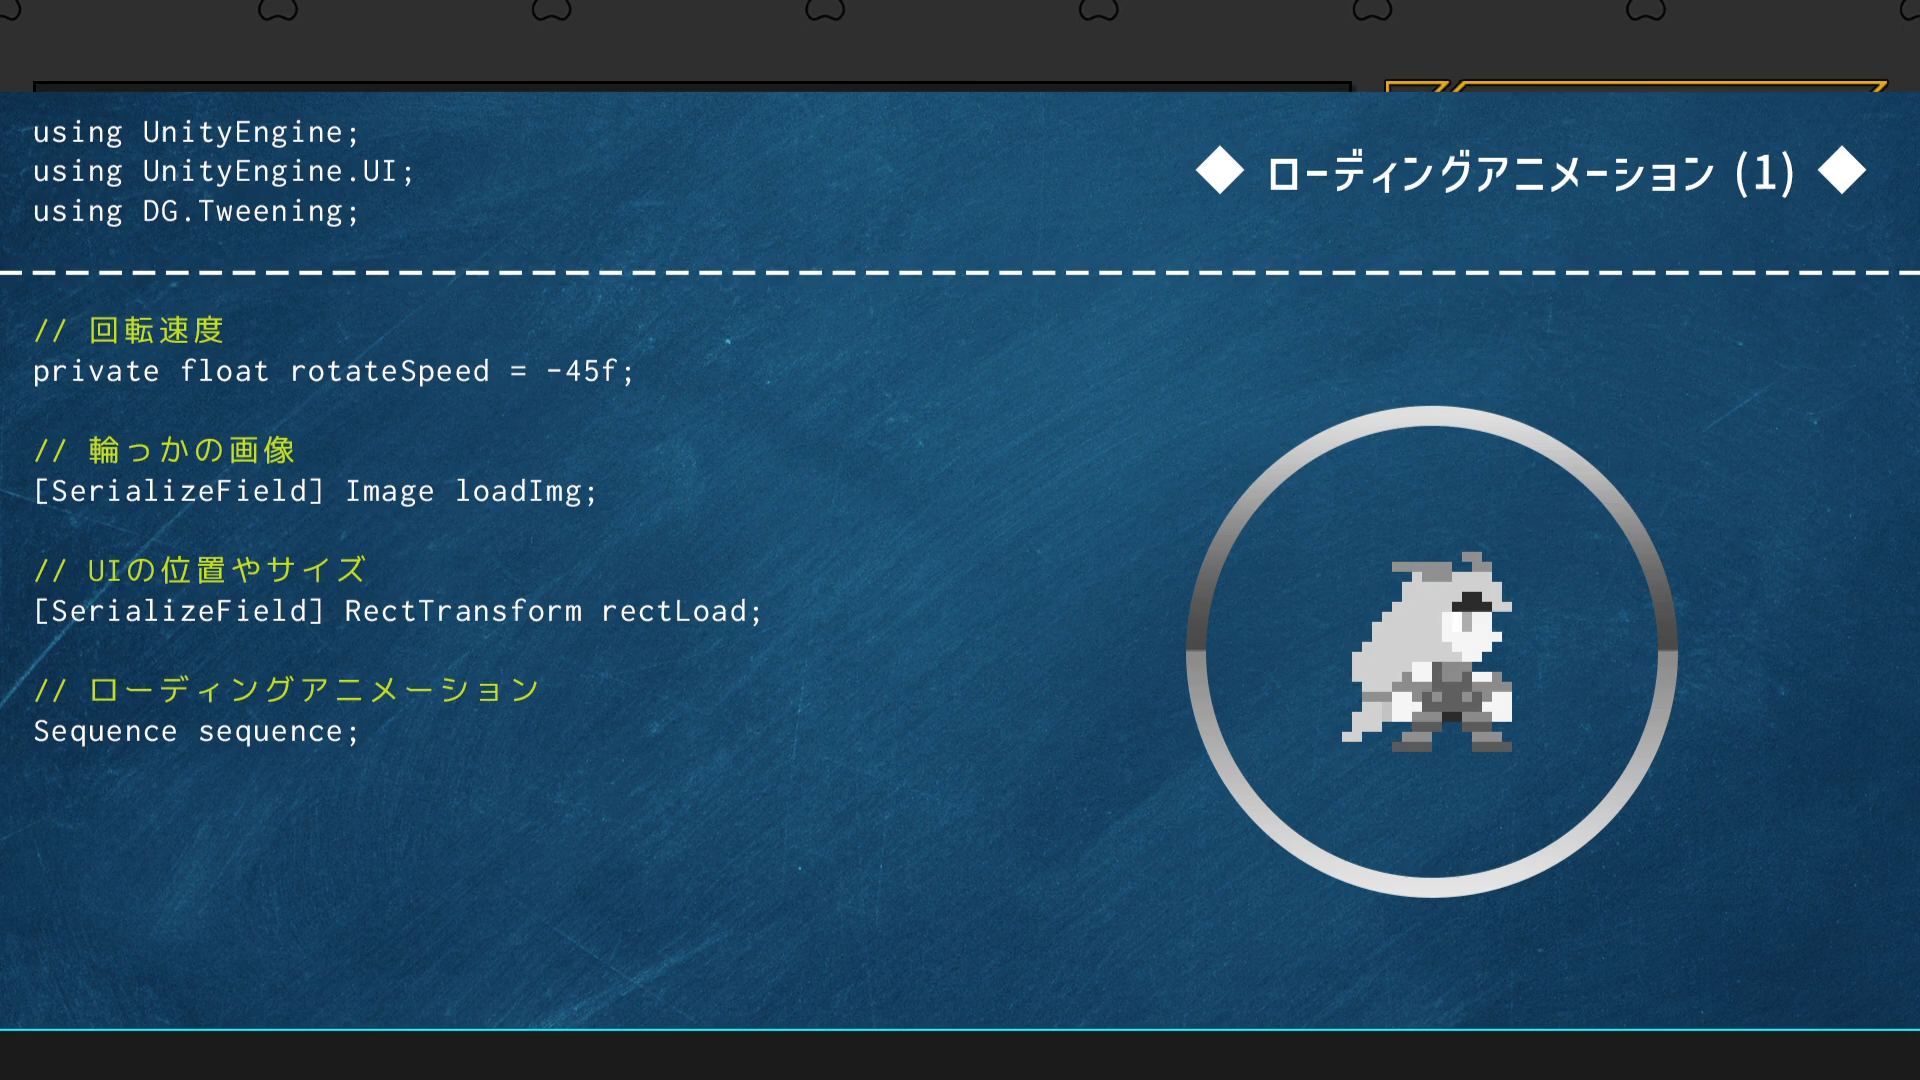 using UnityEngine;
using UnityEngine.UI;
using DG.Tweening;
◆ ローディングアニメーション (1) ◆
// 回転速度
private float rotateSpeed = -45f;
// 輪っかの画像
[SerializeField] Image loadImg;
// UIの位置やサイズ
[SerializeField] RectTransform rectLoad;
// ローディングアニメーション
Sequence sequence;